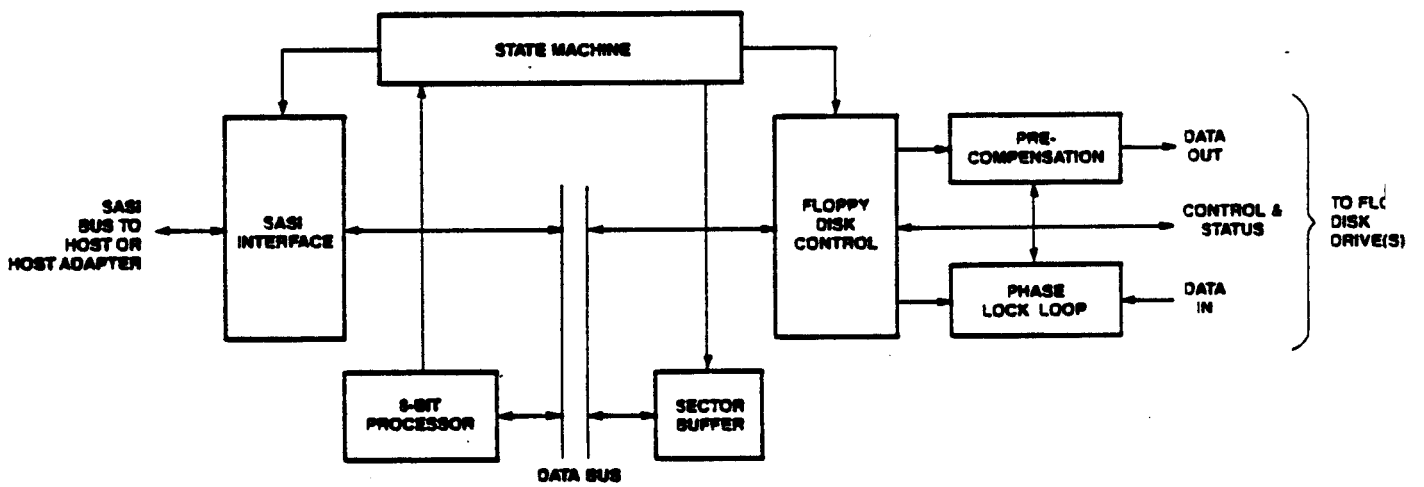 STATE MACHINE
SASI
BUS TO
HOST OR
HOST ADAPTER
SASI
INTERFACE
FLOPPY
DISK
CONTROL
PRE-
COMPENSATION
DATA
OUT
CONTROL &
STATUS
PHASE
LOCK LOOP
DATA
IN
TO FLO
DISK
DRIVE(S)
8-BIT
PROCESSOR
SECTOR
BUFFER
DATA BUS